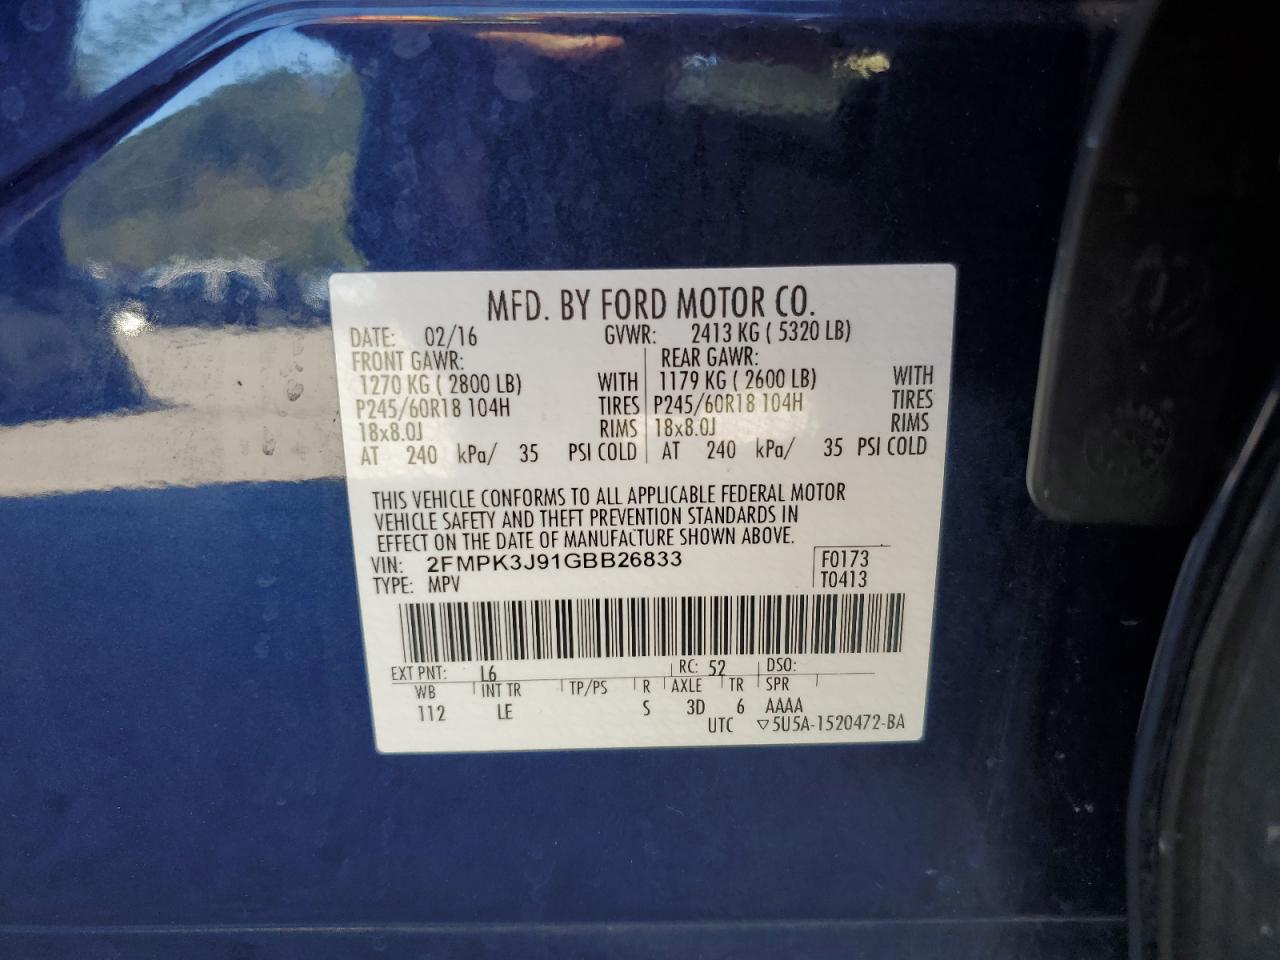 MFD. BY FORD MOTOR CO.
DATE: 02/16 GVWR: 2413 KG ( 5320 LB)
FRONT GAWR: REAR GAWR:
1270 KG ( 2800 LB) WITH 1179 KG ( 2600 LB) WITH
P245/60R18 104H TIRES P245/60R18 104H TIRES
18x8.0J RIMS 18x8.0J RIMS
AT 240 kPa/ 35 PSI COLD AT 240 kPa/ 35 PSI COLD
THIS VEHICLE CONFORMS TO ALL APPLICABLE FEDERAL MOTOR
VEHICLE SAFETY AND THEFT PREVENTION STANDARDS IN
EFFECT ON THE DATE OF MANUFACTURE SHOWN ABOVE.
VIN: 2FMPK3J91GBB26833 F0173
TYPE: MPV T0413
EXT PNT: L6 RC: 52 DSO:
WB INT TR TP/PS R AXLE TR SPR
112 LE S 3D 6 AAAA
UTC ▽5U5A-1520472-BA